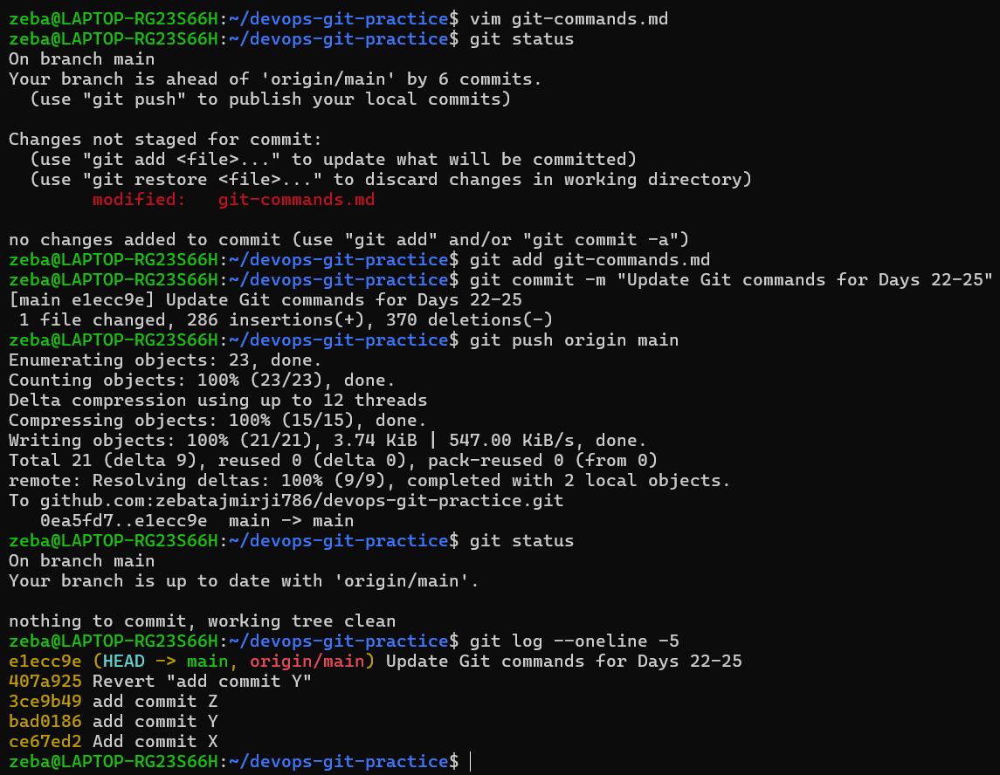 zeba@LAPTOP-RG23S66H:~/devops-git-practice$ vim git-commands.md
zeba@LAPTOP-RG23S66H:~/devops-git-practice$ git status
On branch main
Your branch is ahead of 'origin/main' by 6 commits.
  (use "git push" to publish your local commits)

Changes not staged for commit:
  (use "git add <file>..." to update what will be committed)
  (use "git restore <file>..." to discard changes in working directory)
        modified:   git-commands.md

no changes added to commit (use "git add" and/or "git commit -a")
zeba@LAPTOP-RG23S66H:~/devops-git-practice$ git add git-commands.md
zeba@LAPTOP-RG23S66H:~/devops-git-practice$ git commit -m "Update Git commands for Days 22-25"
[main e1ecc9e] Update Git commands for Days 22-25
 1 file changed, 286 insertions(+), 370 deletions(-)
zeba@LAPTOP-RG23S66H:~/devops-git-practice$ git push origin main
Enumerating objects: 23, done.
Counting objects: 100% (23/23), done.
Delta compression using up to 12 threads
Compressing objects: 100% (15/15), done.
Writing objects: 100% (21/21), 3.74 KiB | 547.00 KiB/s, done.
Total 21 (delta 9), reused 0 (delta 0), pack-reused 0 (from 0)
remote: Resolving deltas: 100% (9/9), completed with 2 local objects.
To github.com:zebatajmirji786/devops-git-practice.git
   0ea5fd7..e1ecc9e  main -> main
zeba@LAPTOP-RG23S66H:~/devops-git-practice$ git status
On branch main
Your branch is up to date with 'origin/main'.

nothing to commit, working tree clean
zeba@LAPTOP-RG23S66H:~/devops-git-practice$ git log --oneline -5
e1ecc9e (HEAD -> main, origin/main) Update Git commands for Days 22-25
407a925 Revert "add commit Y"
3ce9b49 add commit Z
bad0186 add commit Y
ce67ed2 Add commit X
zeba@LAPTOP-RG23S66H:~/devops-git-practice$